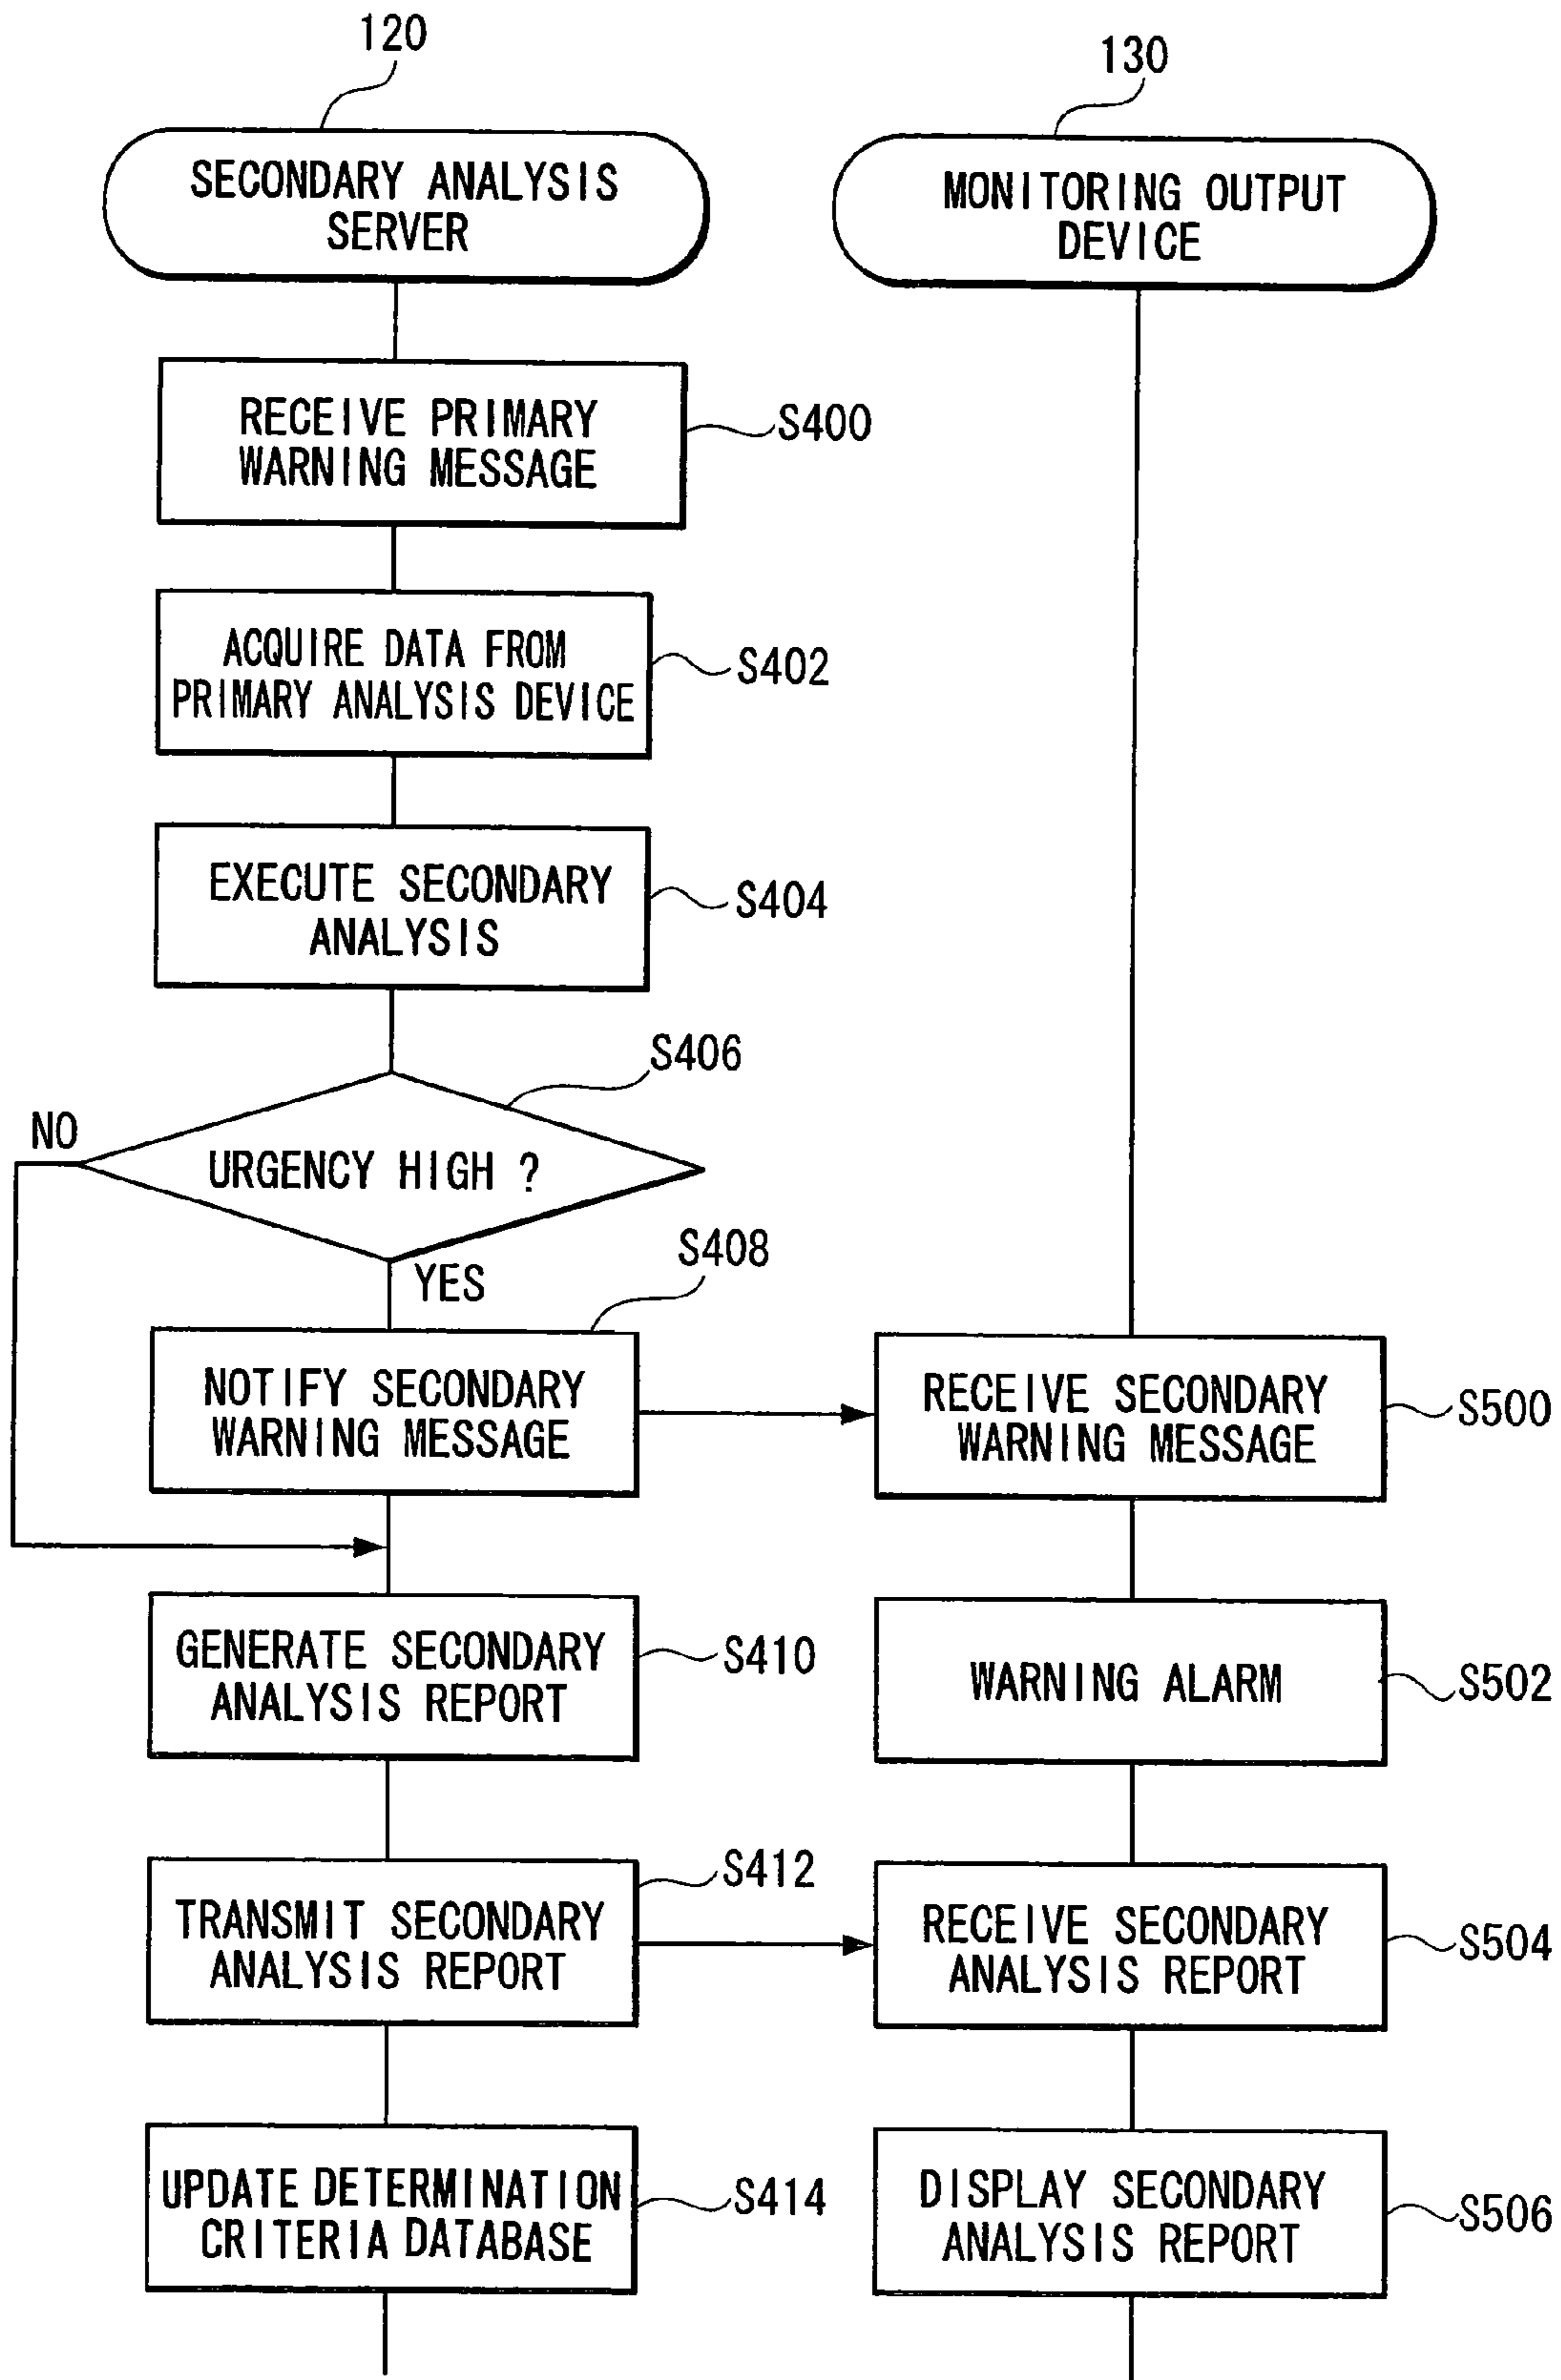 120
130
SECONDARY ANALYSIS
SERVER
MONITORING OUTPUT
DEVICE
RECEIVE PRIMARY
WARNING MESSAGE
S400
ACQUIRE DATA FROM
PRIMARY ANALYSIS DEVICE
S402
EXECUTE SECONDARY
ANALYSIS
S404
S406
NO
URGENCY HIGH ?
YES
S408
NOTIFY SECONDARY
WARNING MESSAGE
RECEIVE SECONDARY
WARNING MESSAGE
S500
GENERATE SECONDARY
ANALYSIS REPORT
S410
WARNING ALARM
S502
TRANSMIT SECONDARY
ANALYSIS REPORT
S412
RECEIVE SECONDARY
ANALYSIS REPORT
S504
UPDATE DETERMINATION
CRITERIA DATABASE
S414
DISPLAY SECONDARY
ANALYSIS REPORT
S506